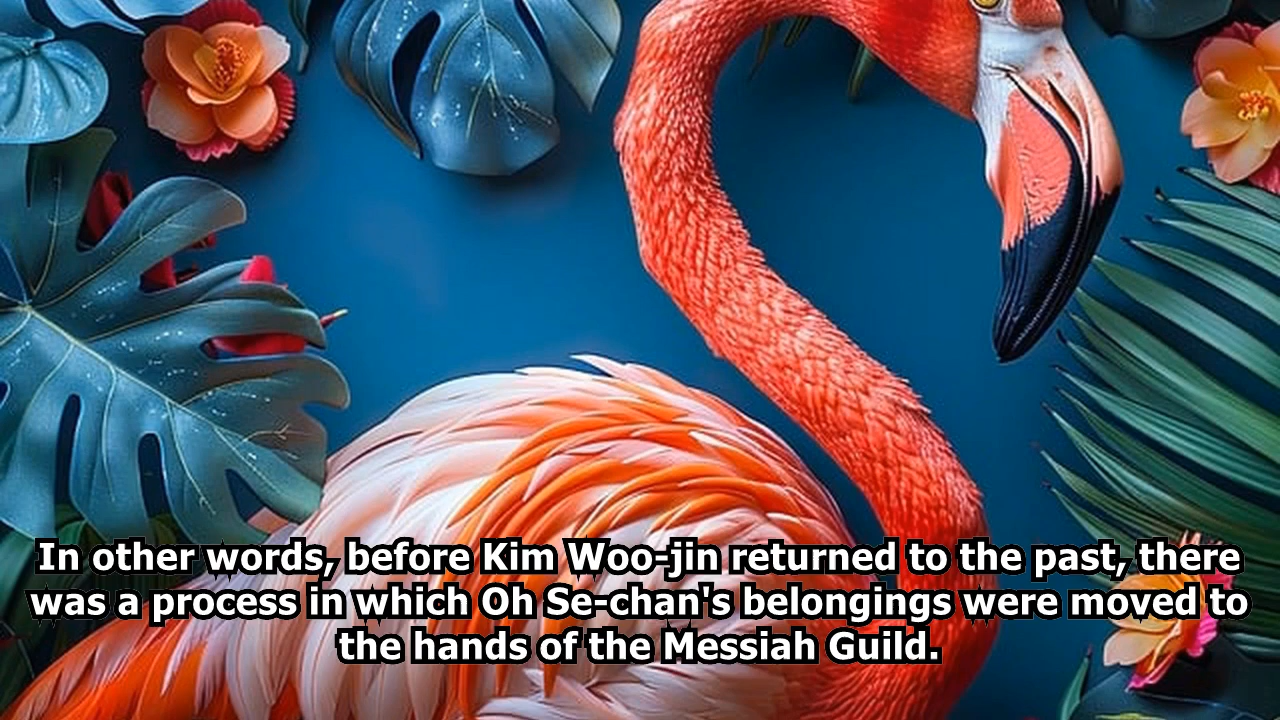 In other words, before Kim Woo-jin returned to the past, there
was a process in which Oh Se-chan's belongings were moved to
the hands of the Messiah Guild.